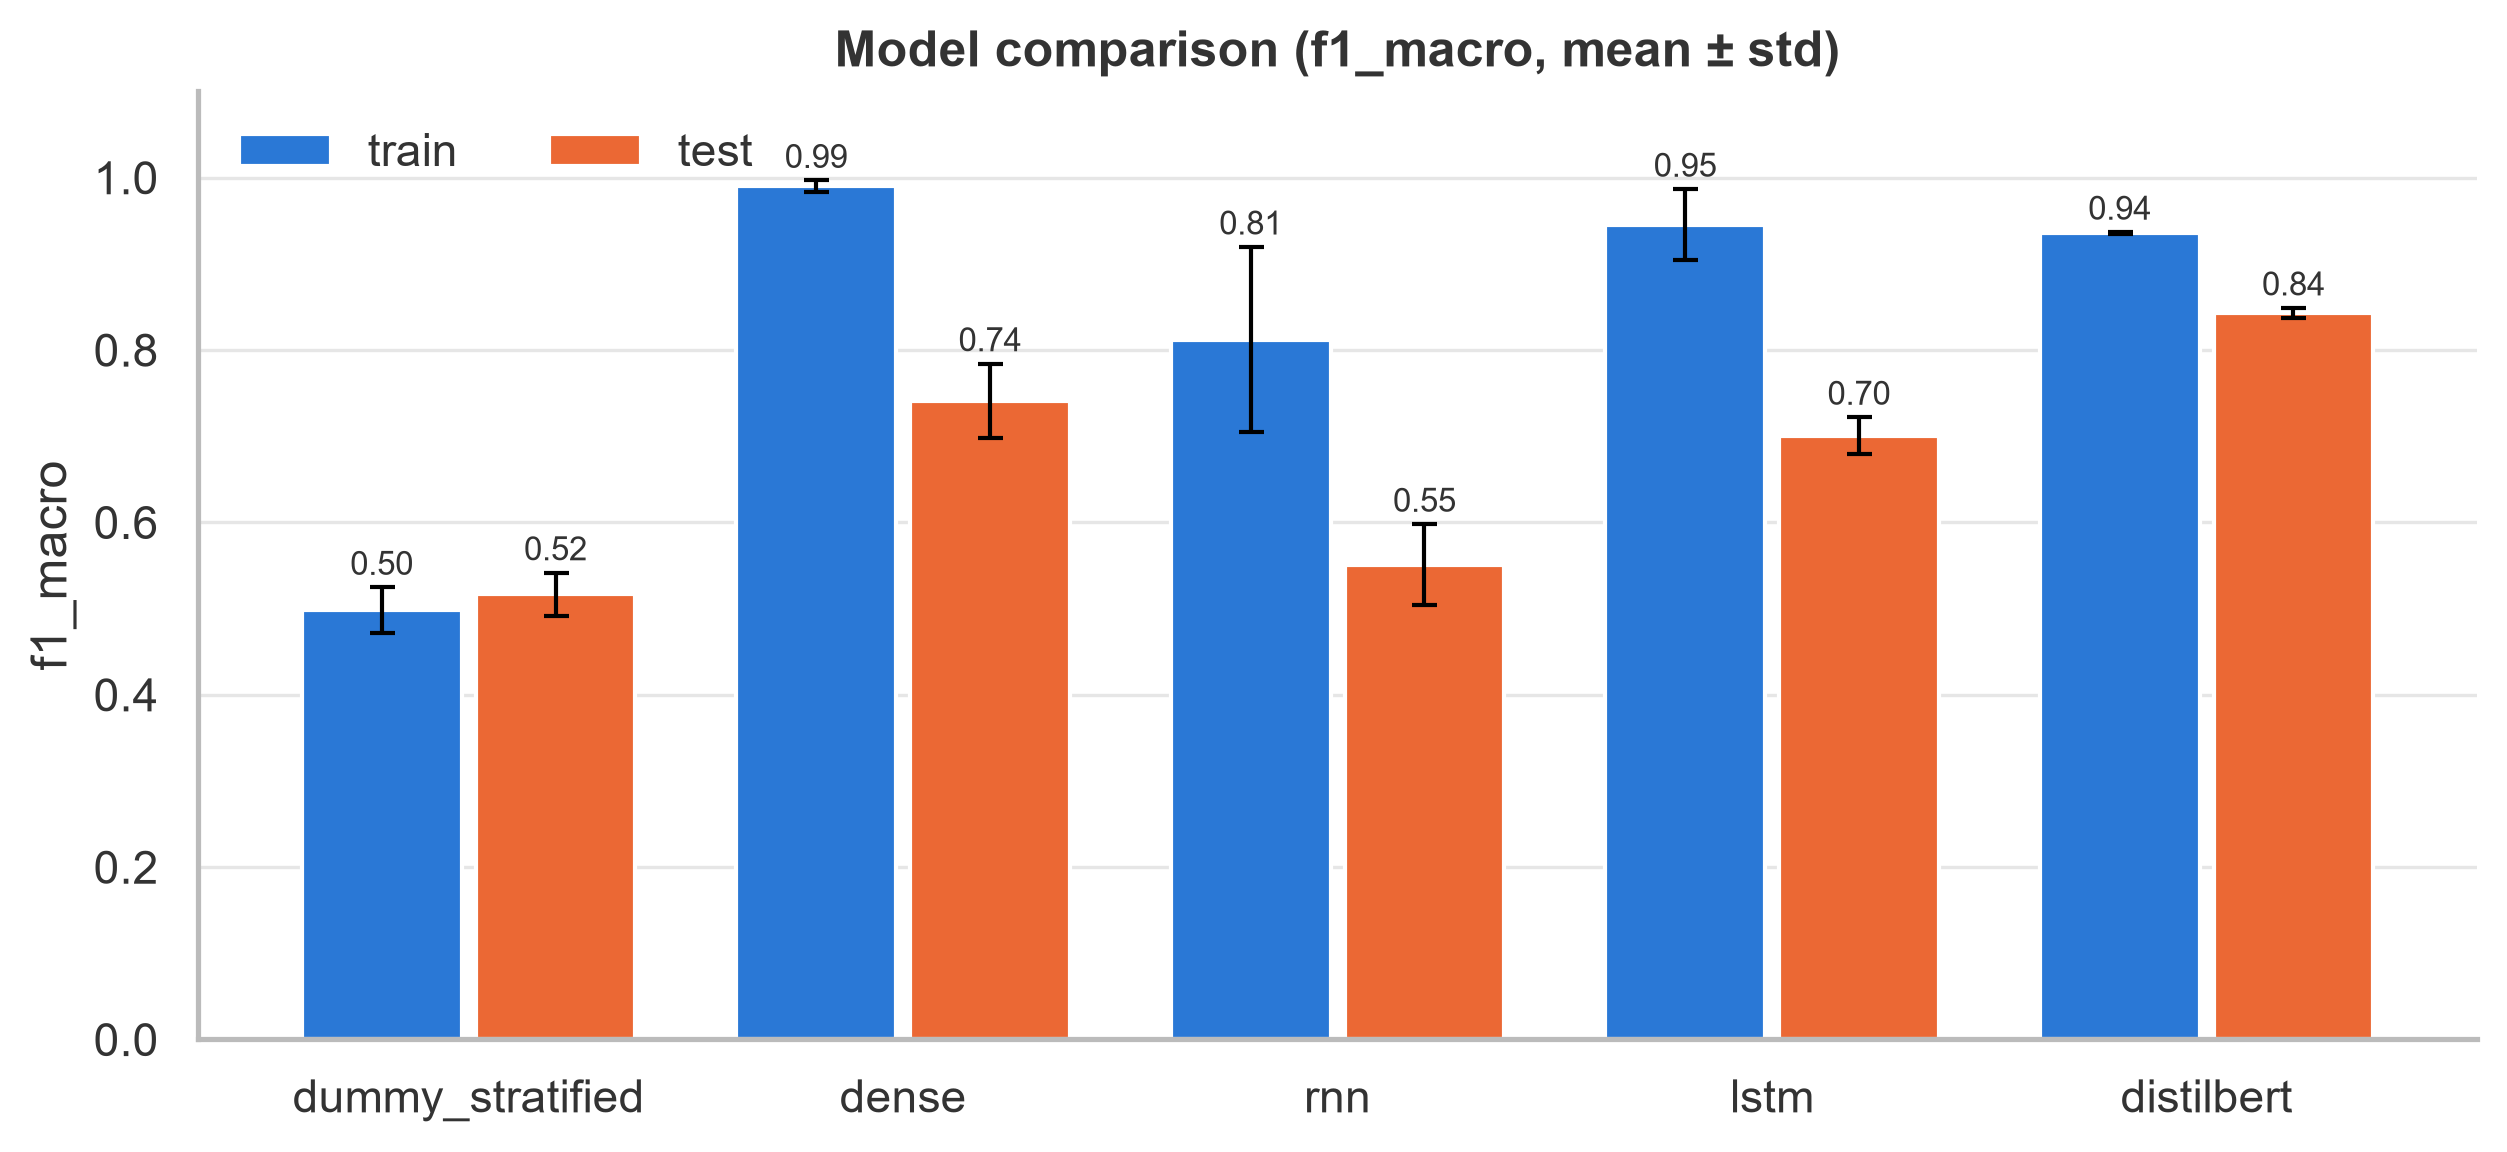 Model comparison (f1_macro, mean ± std)
train
test
0.99
0.95
1.0
0.94
0.81
0.84
0.74
0.8
0.70
0.55
0.6
0.50
0.52
f1_macro
0.4
0.2
0.0
dummy_stratified
dense
rnn
lstm
distilbert